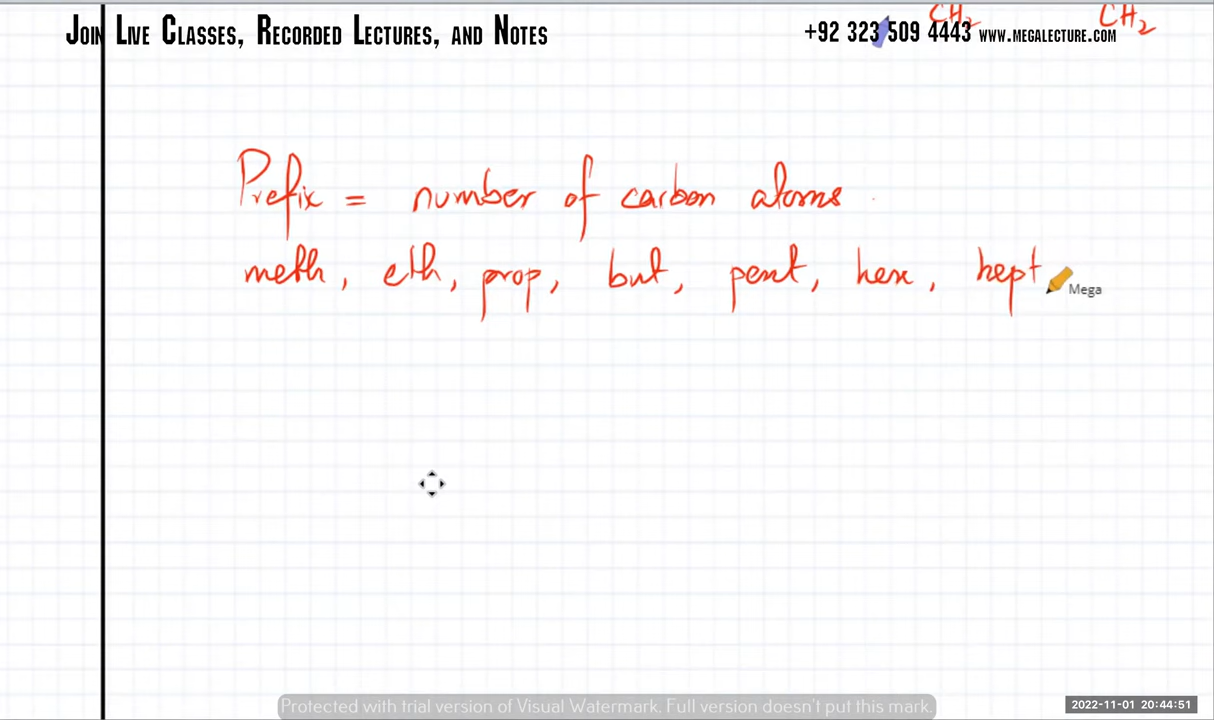 CH2 CH2
JOIN LIVE CLASSES, RECORDED LECTURES, AND NOTES +92 323 509 4443 WWW.MEGALECTURE.COM
Prefix = number of carbon atoms
meth, eth, prop, but, pent, hex, hept
Mega
Protected with trial version of Visual Watermark. Full version doesn't put this mark.
2022-11-01 20:44:51